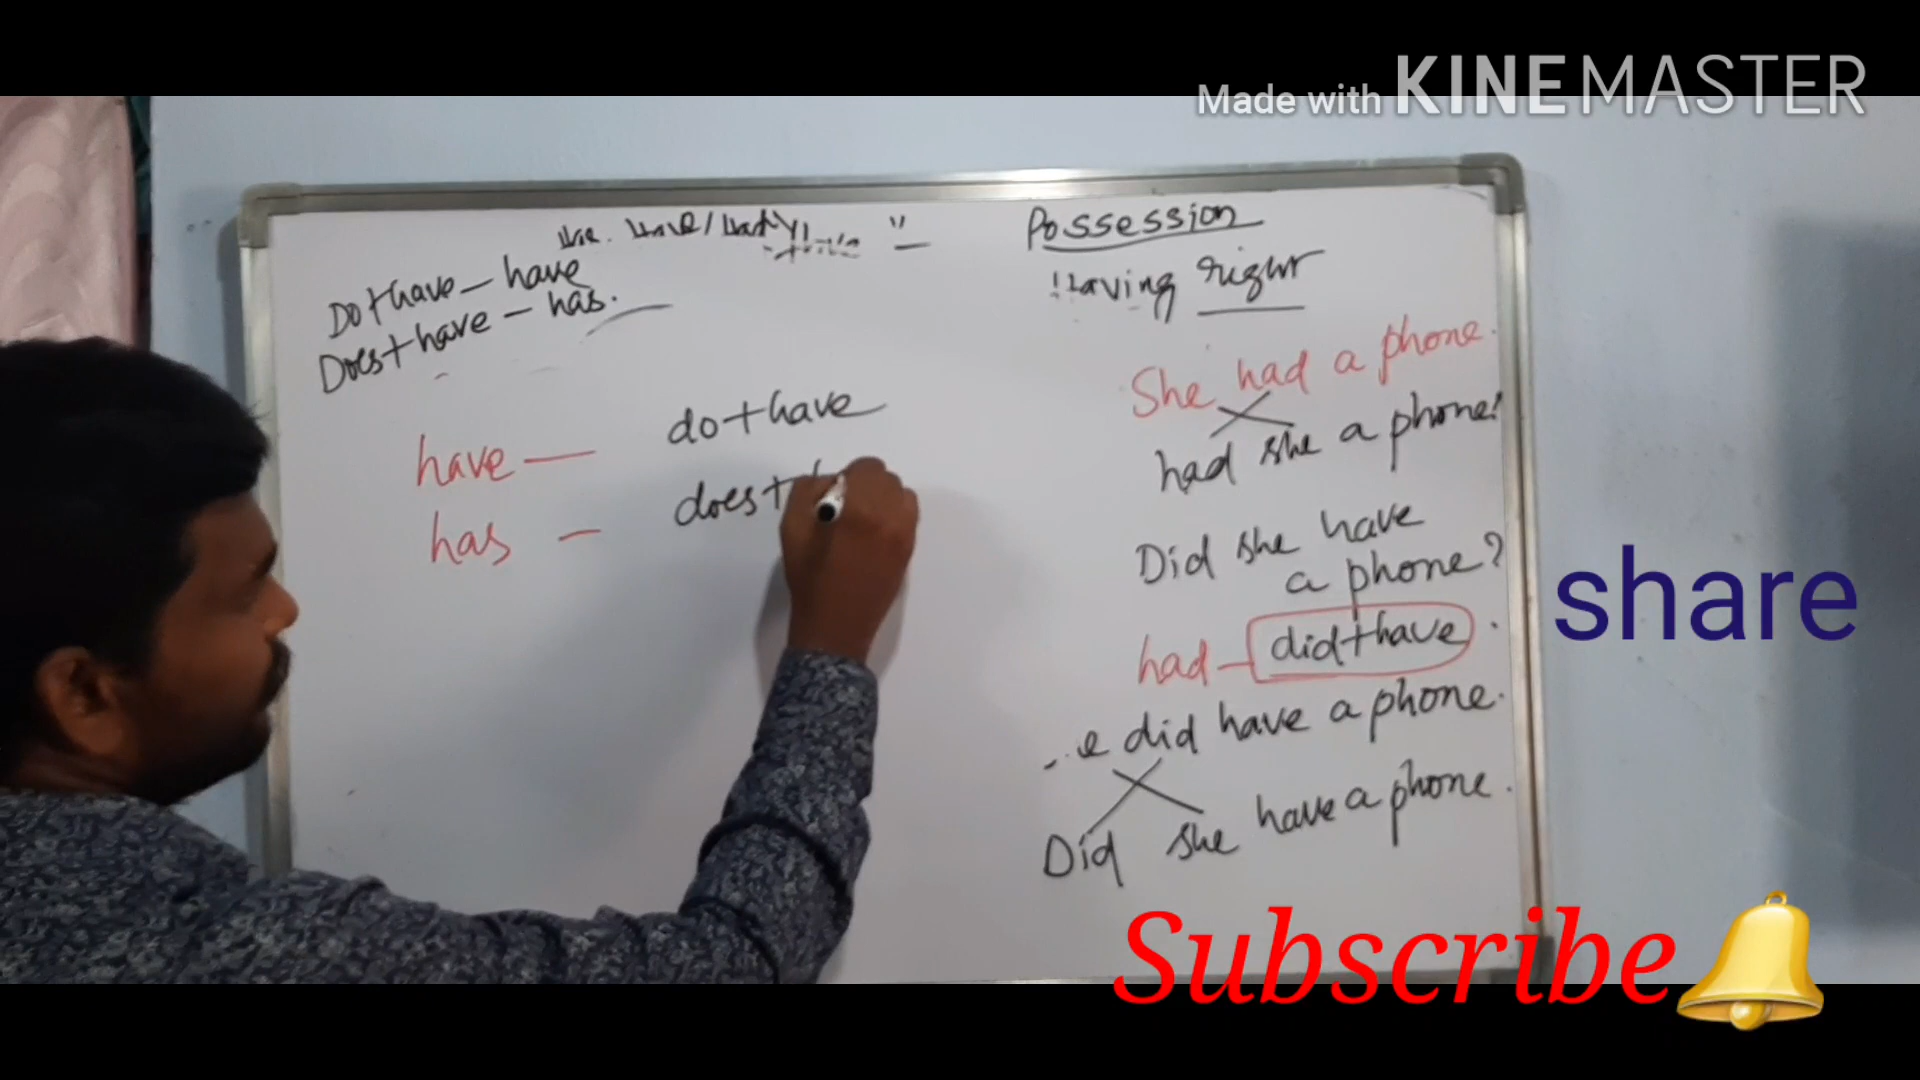 Made with KINEMASTER
Do+have – have
Does+have – has.
have – do+have
has – does+
Possession
Having right
She had a phone.
had she a phone!
Did she have
a phone?
had – did+have.
did have a phone.
Did she have a phone.
share
Subscribe